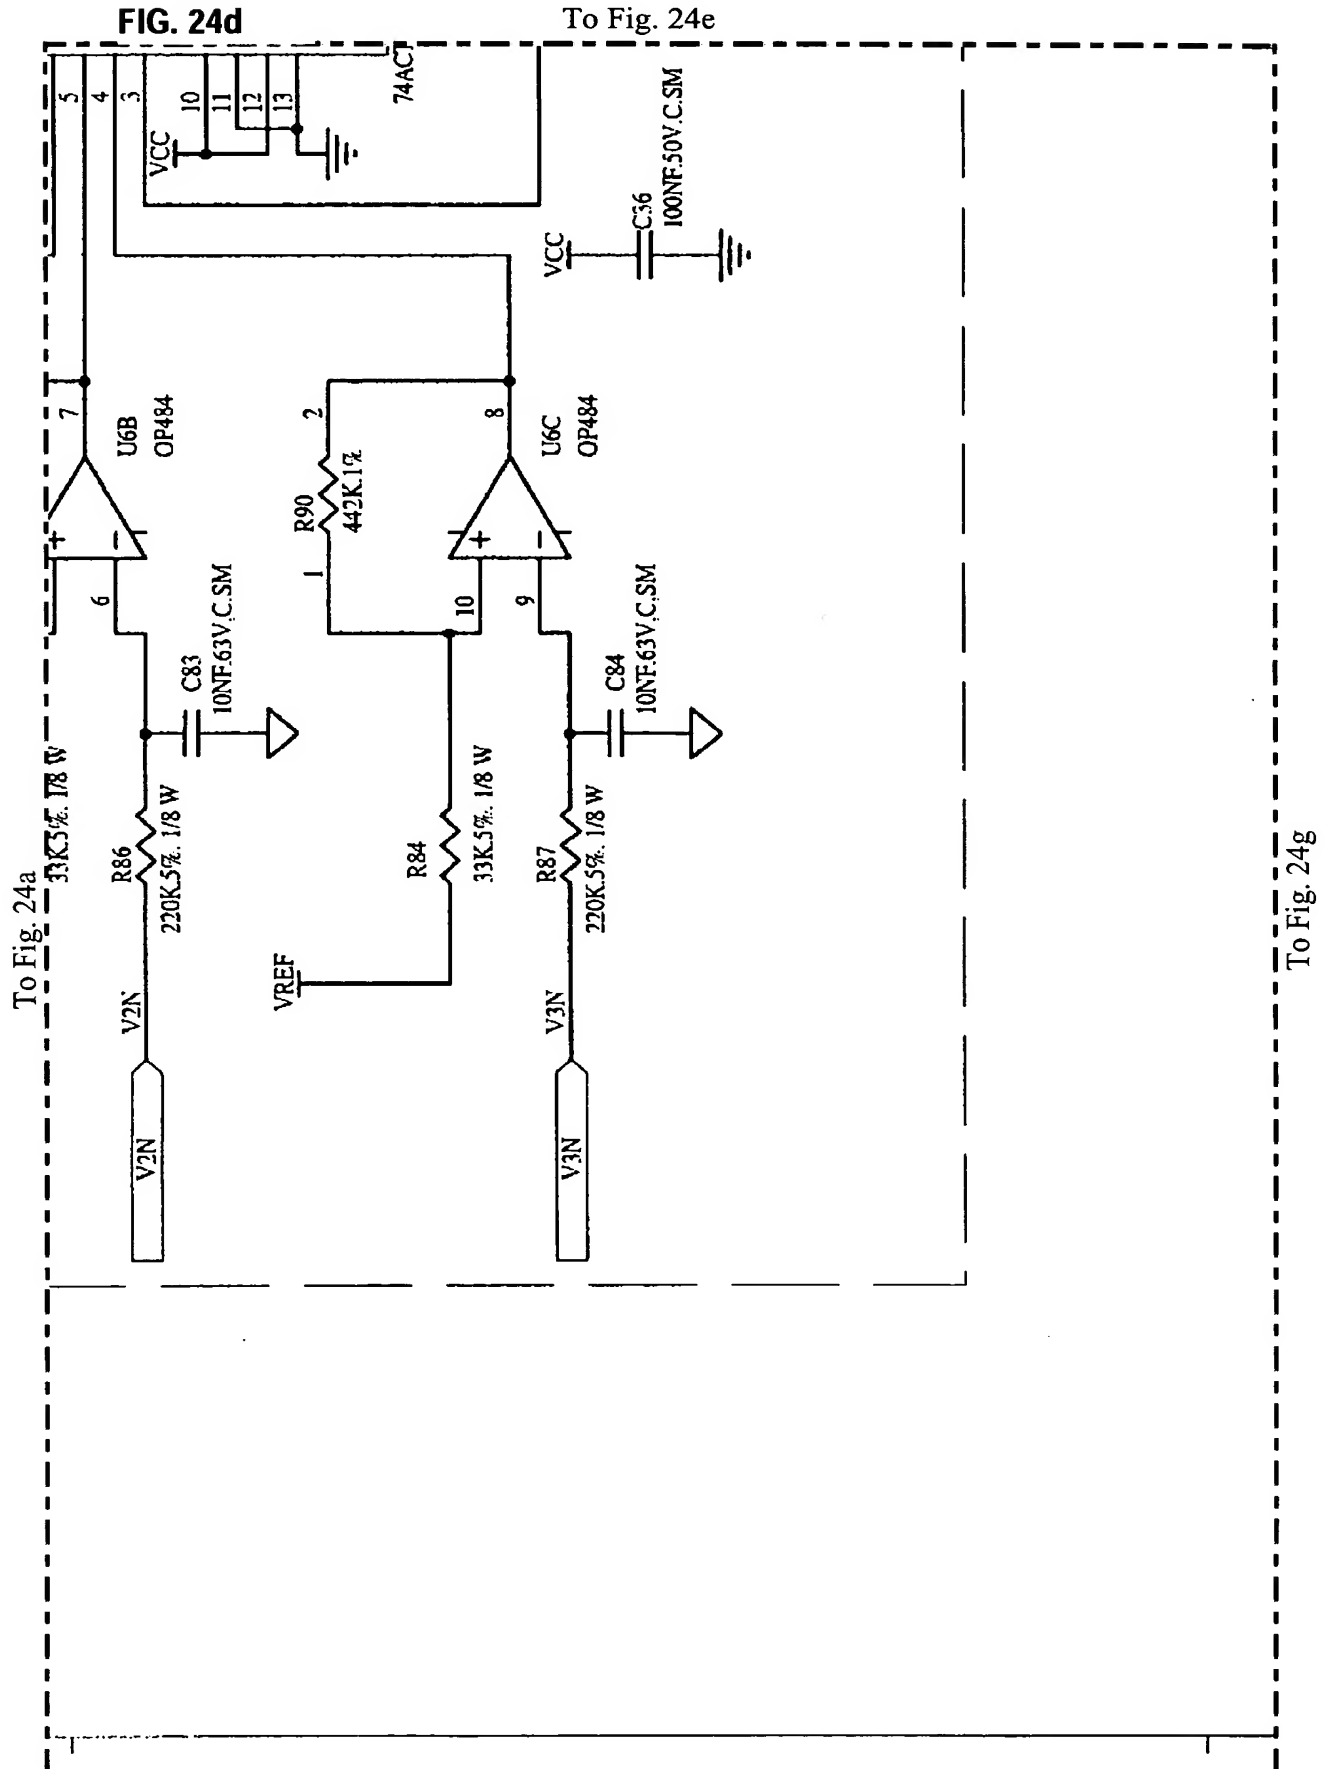 FIG. 24d
To Fig. 24e
To Fig. 24a
To Fig. 24g
5
4
3
10
11
12
13
74AC
VCC
VCC
C36
100NF.50V.C.SM
7
U6B
OP484
+
−
6
2
R90
442K.1%
1
8
U6C
OP484
+
−
10
9
C83
10NF.63V.C.SM
C84
10NF.63V.C.SM
33K.5%. 1/8 W
R86
220K.5%. 1/8 W
R84
33K.5%. 1/8 W
R87
220K.5%. 1/8 W
VREF
V2N
V2N
V3N
V3N